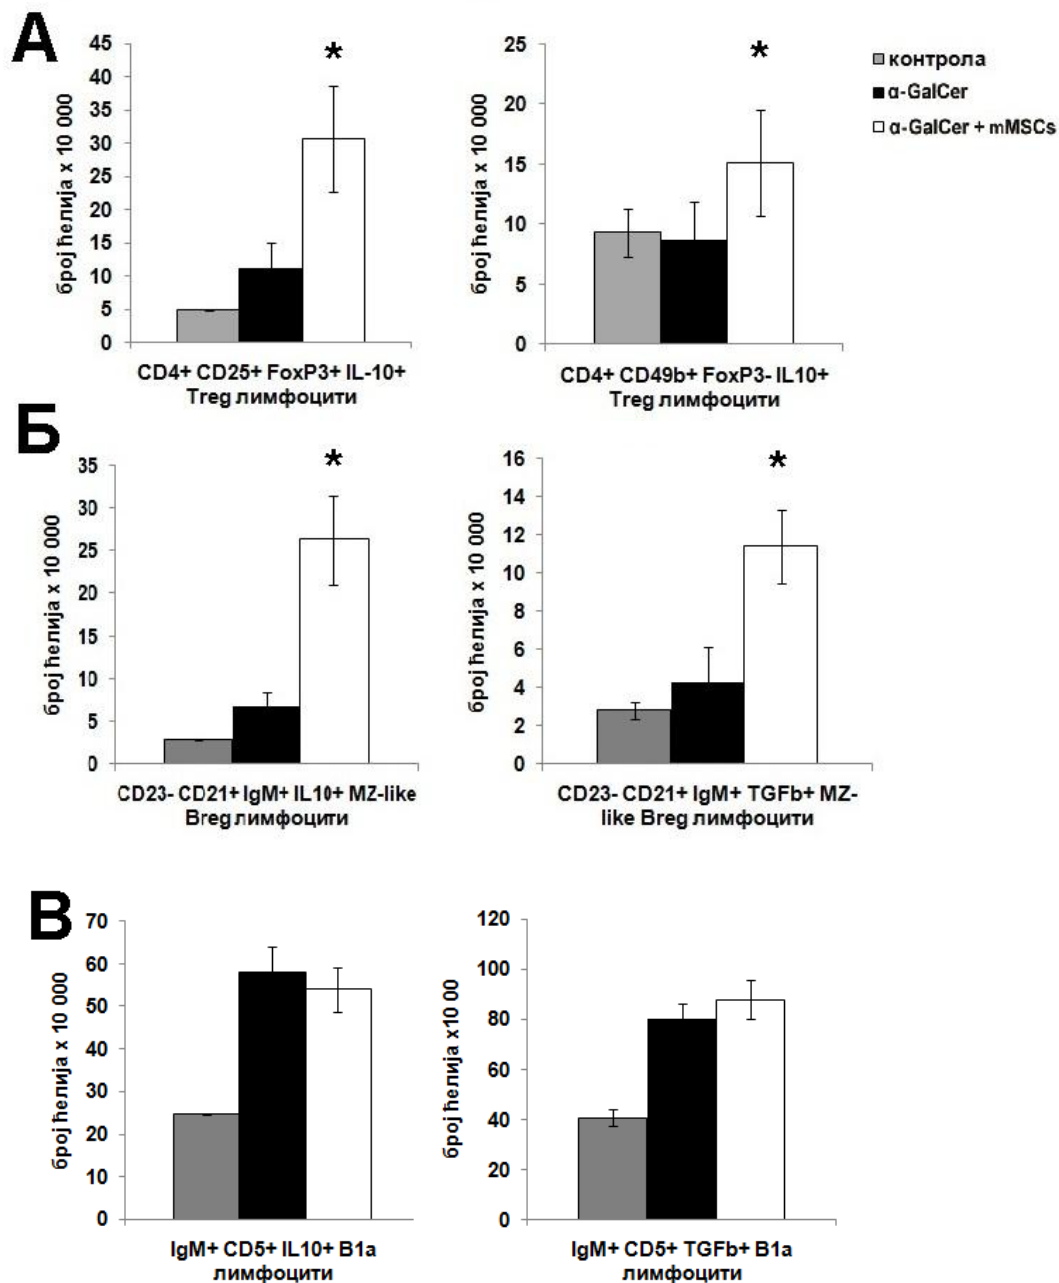 А
45
40
35
30
25
20
15
10
5
0
број ћелија x 10 000
*
CD4+ CD25+ FoxP3+ IL-10+
Treg лимфоцити
25
20
15
10
5
0
број ћелија x 10 000
*
CD4+ CD49b+ FoxP3- IL10+
Treg лимфоцити
контрола
α-GalCer
α-GalCer + mMSCs
Б
35
30
25
20
15
10
5
0
број ћелија x 10 000
*
CD23- CD21+ IgM+ IL10+ MZ-like
Breg лимфоцити
16
14
12
10
8
6
4
2
0
број ћелија x 10 000
*
CD23- CD21+ IgM+ TGFb+ MZ-
like Breg лимфоцити
В
70
60
50
40
30
20
10
0
број ћелија x 10 000
IgM+ CD5+ IL10+ B1a
лимфоцити
120
100
80
60
40
20
0
број ћелија x10 00
IgM+ CD5+ TGFb+ B1a
лимфоцити